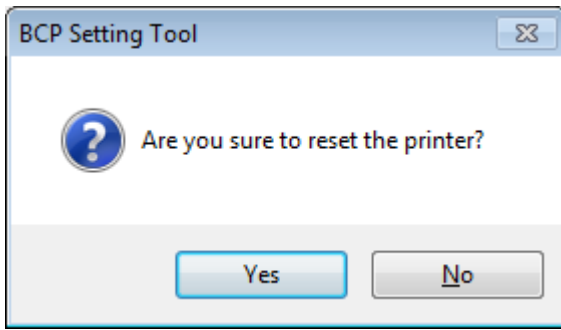 BCP Setting Tool
Are you sure to reset the printer?
Yes
No